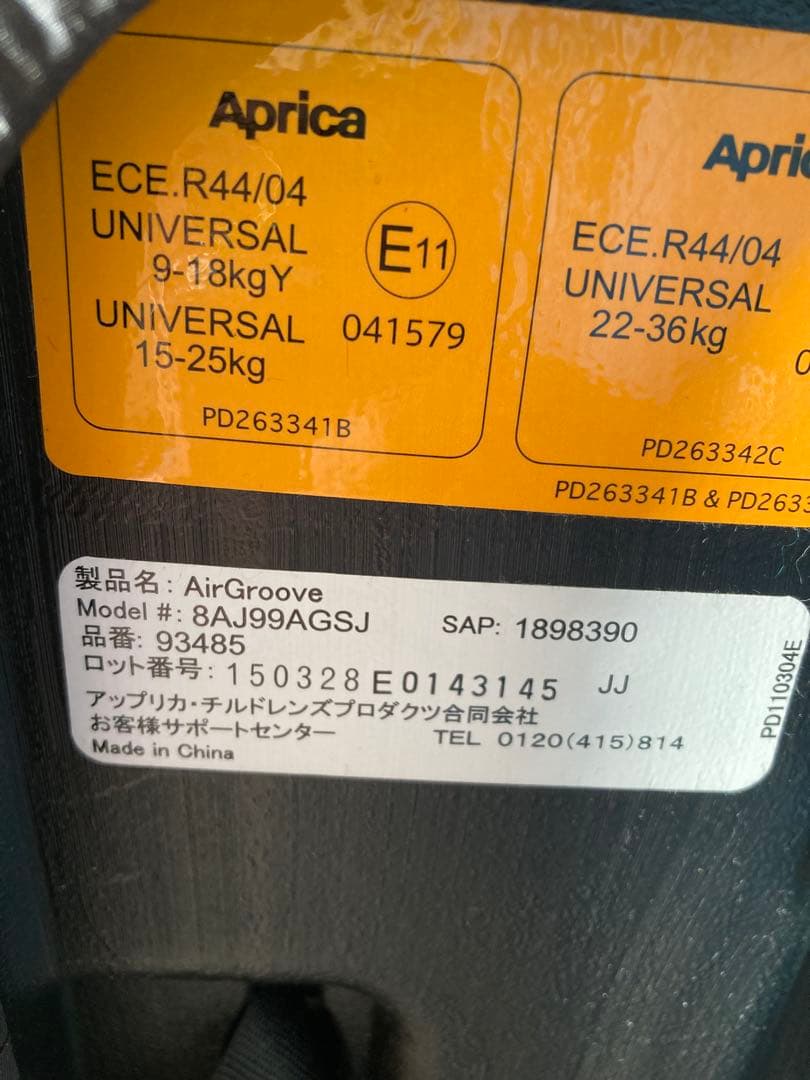 Aprica
ECE.R44/04
UNIVERSAL
9-18kgY
UNIVERSAL
15-25kg
E11
041579
PD263341B
ECE.R44/04
UNIVERSAL
22-36kg
PD263342C
PD263341B &
製品名: AirGroove
Model #: 8AJ99AGSJ
SAP: 1898390
品番: 93485
ロット番号: 150328E0143145 JJ
アップリカ・チルドレンズプロダクツ合同会社
お客様サポートセンター TEL 0120(415)814
Made in China
PD110304E